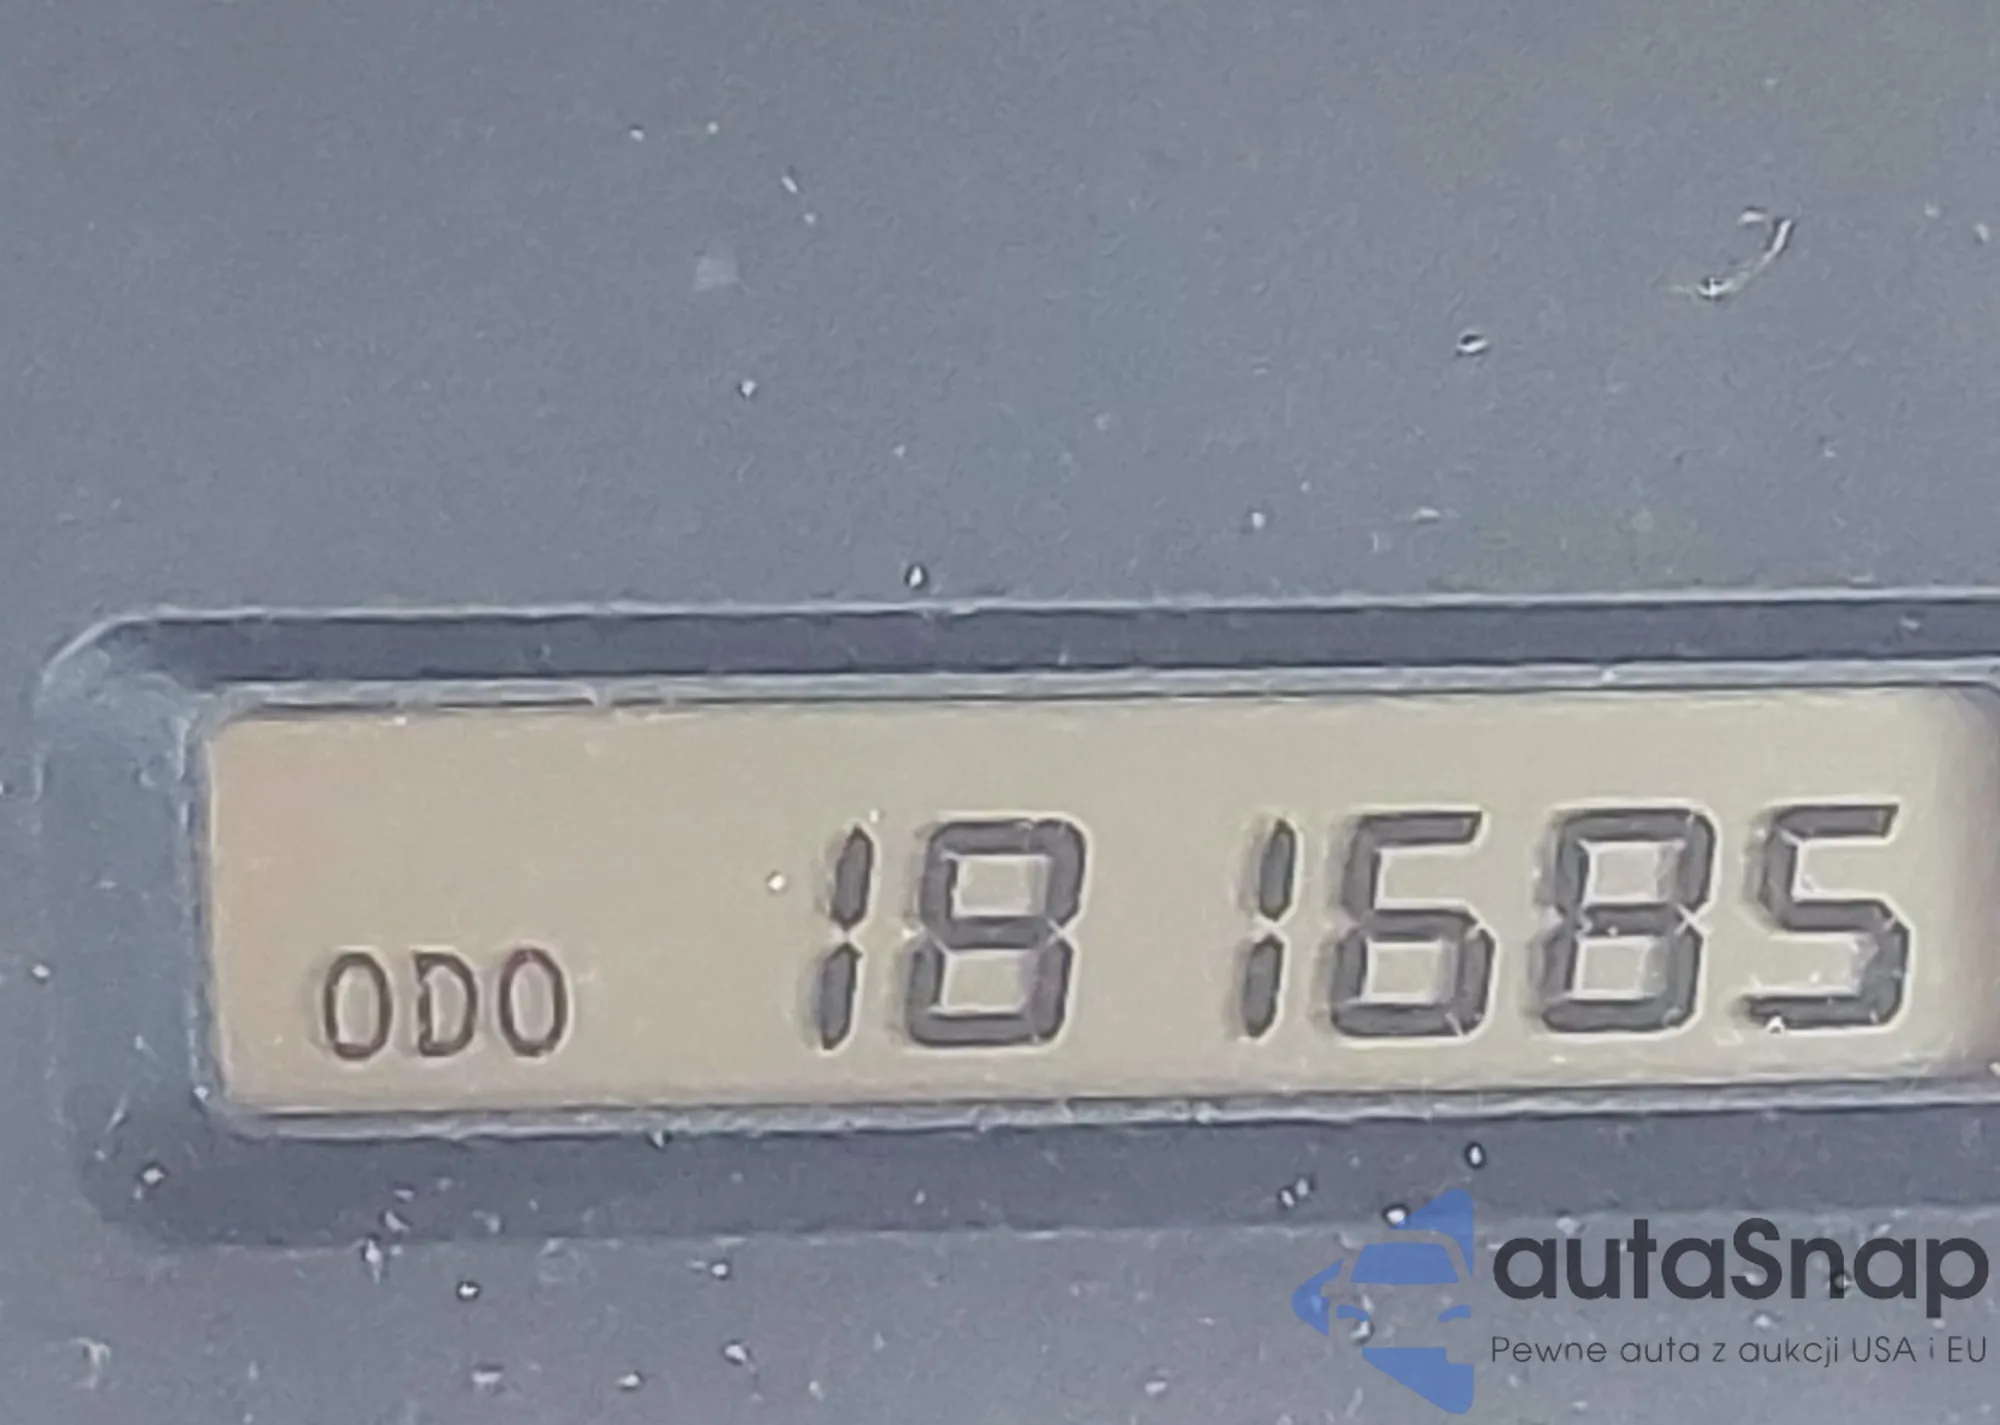 ODO 181685
autaSnap
Pewne auta z aukcji USA i EU